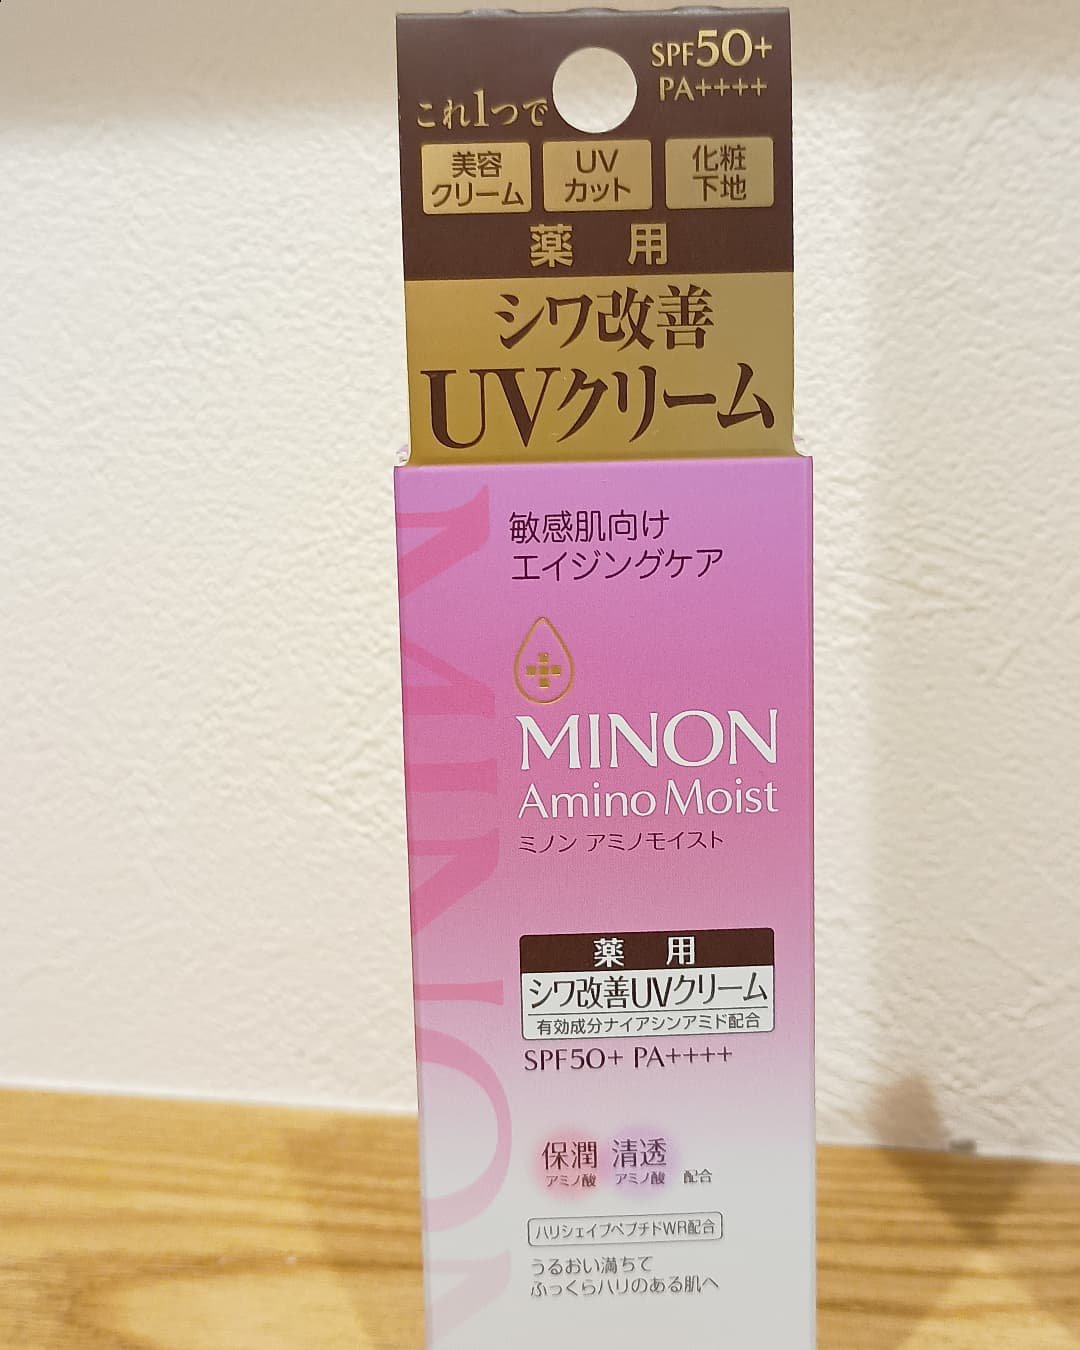 SPF50+
PA++++
これ1つで
美容
クリーム
UV
カット
化粧
下地
薬用
シワ改善
UVクリーム
敏感肌向け
エイジングケア
MINON
MINON
Amino Moist
ミノン アミノモイスト
薬用
シワ改善UVクリーム
有効成分ナイアシンアミド配合
SPF50+ PA++++
保潤 清透
アミノ酸 アミノ酸 配合
ハリシェイプペプチドWR配合
うるおい満ちて
ふっくらハリのある肌へ